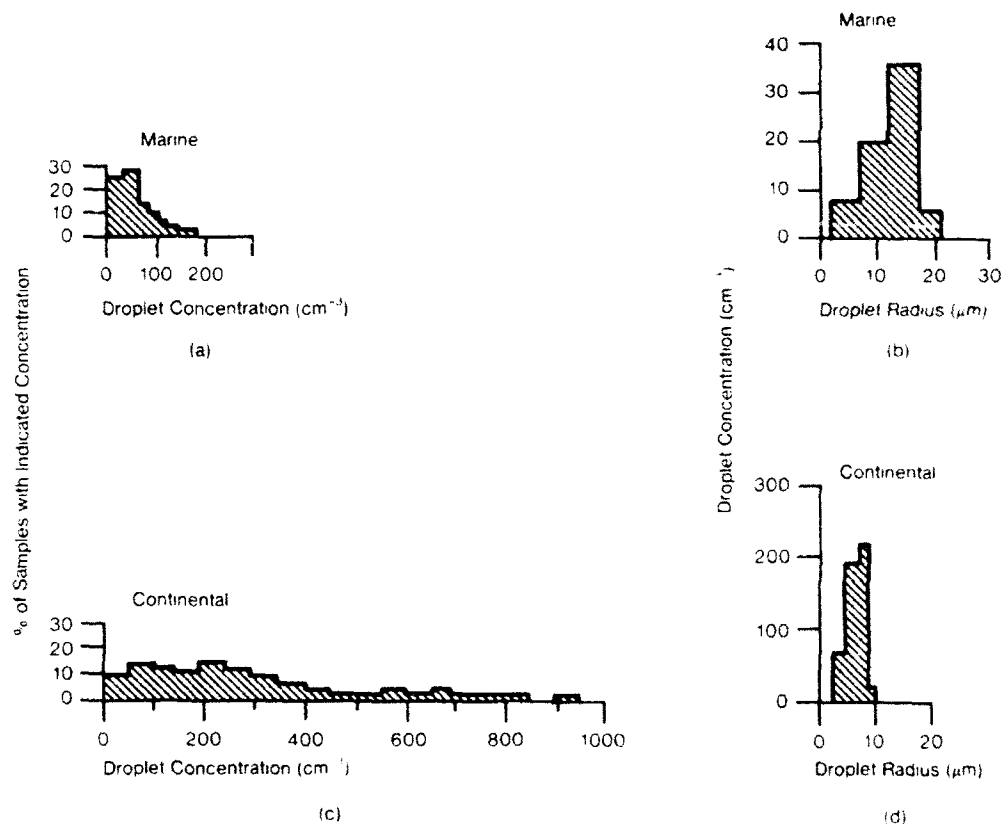 Marine
30
20
10
0
0 100 200
Droplet Concentration (cm⁻³)
(a)
Marine
40
30
20
10
0
0 10 20 30
Droplet Radius (μm)
(b)
% of Samples with Indicated Concentration
Continental
30
20
10
0
0 200 400 600 800 1000
Droplet Concentration (cm⁻¹)
(c)
Droplet Concentration (cm⁻¹)
Continental
300
200
100
0
0 10 20
Droplet Radius (μm)
(d)